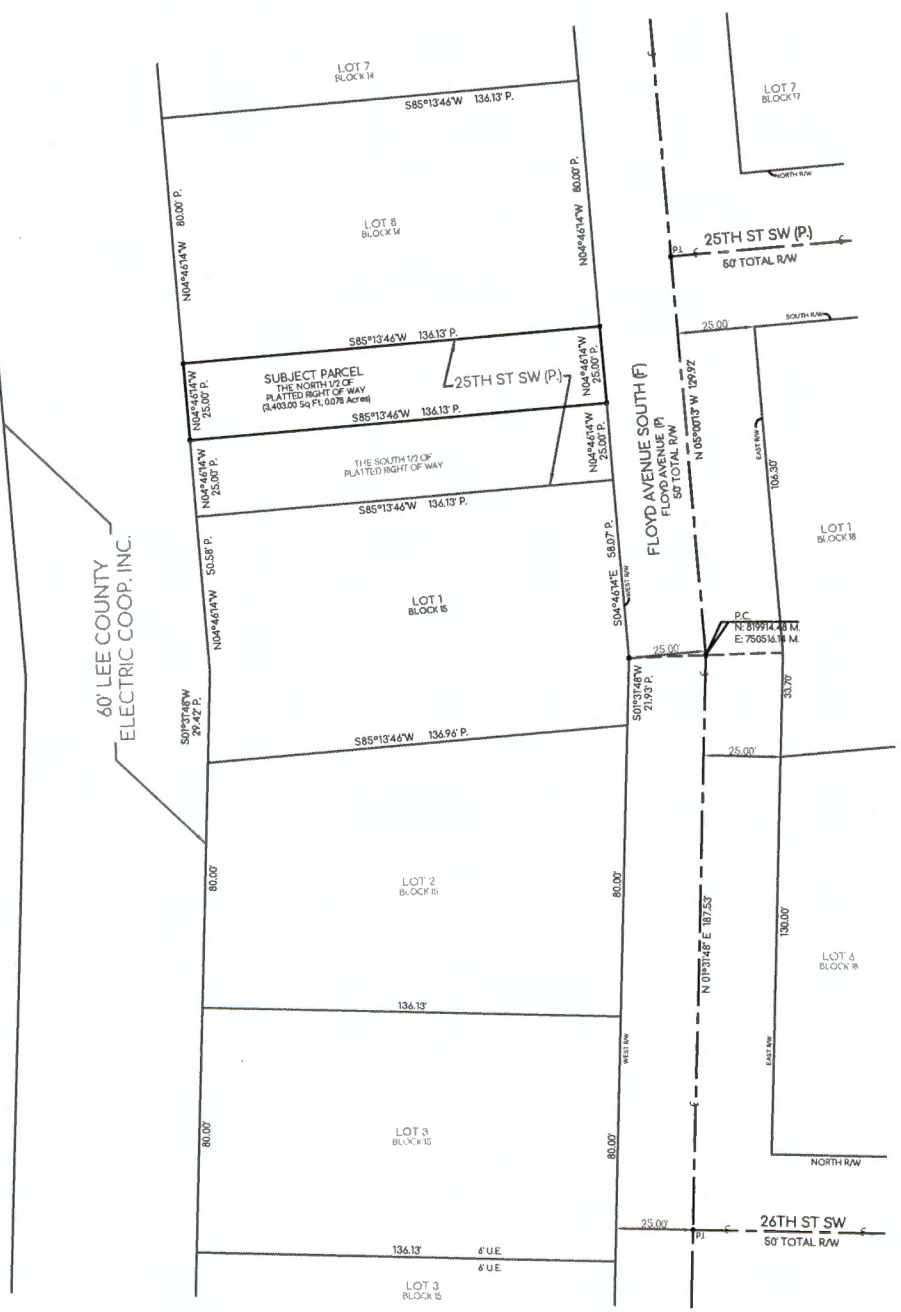 LOT 7
BLOCK 14
S85°13'46"W 136.13' P.
N04°46'14"W 80.00' P.
LOT 8
BLOCK 14
N04°46'14"W 80.00' P.
LOT 7
BLOCK 17
NORTH R/W
P.I.
25TH ST SW (P.)
50' TOTAL R/W
SOUTH R/W
25.00'
S85°13'46"W 136.13' P.
N04°46'14"W
25.00' P.
SUBJECT PARCEL
THE NORTH 1/2 OF
PLATTED RIGHT OF WAY
(3,403.00 Sq Ft, 0.078 Acres)
25TH ST SW (P.)
N04°46'14"W
25.00' P.
S85°13'46"W 136.13' P.
N04°46'14"W
25.00' P.
THE SOUTH 1/2 OF
PLATTED RIGHT OF WAY
N04°46'14"W
25.00' P.
S85°13'46"W 136.13' P.
FLOYD AVENUE SOUTH (F)
FLOYD AVENUE (P)
50' TOTAL R/W
N 05°00'13" W 129.92'
EAST R/W
106.30'
LOT 1
BLOCK 18
60' LEE COUNTY
ELECTRIC COOP. INC.
N04°46'14"W 50.58' P.
LOT 1
BLOCK 15
S04°46'14"E 58.07' P.
WEST R/W
P.C.
N: 819914.48 M.
E: 750516.14 M.
25.00'
S01°31'48"W
29.42' P.
S01°31'48"W
21.93' P.
33.70'
S85°13'46"W 136.96' P.
25.00'
80.00'
LOT 2
BLOCK 15
80.00'
N 01°31'48" E 187.53'
130.00'
LOT 6
BLOCK 18
136.13'
WEST R/W
EAST R/W
80.00'
LOT 3
BLOCK 15
80.00'
NORTH R/W
25.00'
P.I.
26TH ST SW
50' TOTAL R/W
136.13' 6' U.E.
6' U.E.
LOT 3
BLOCK 15